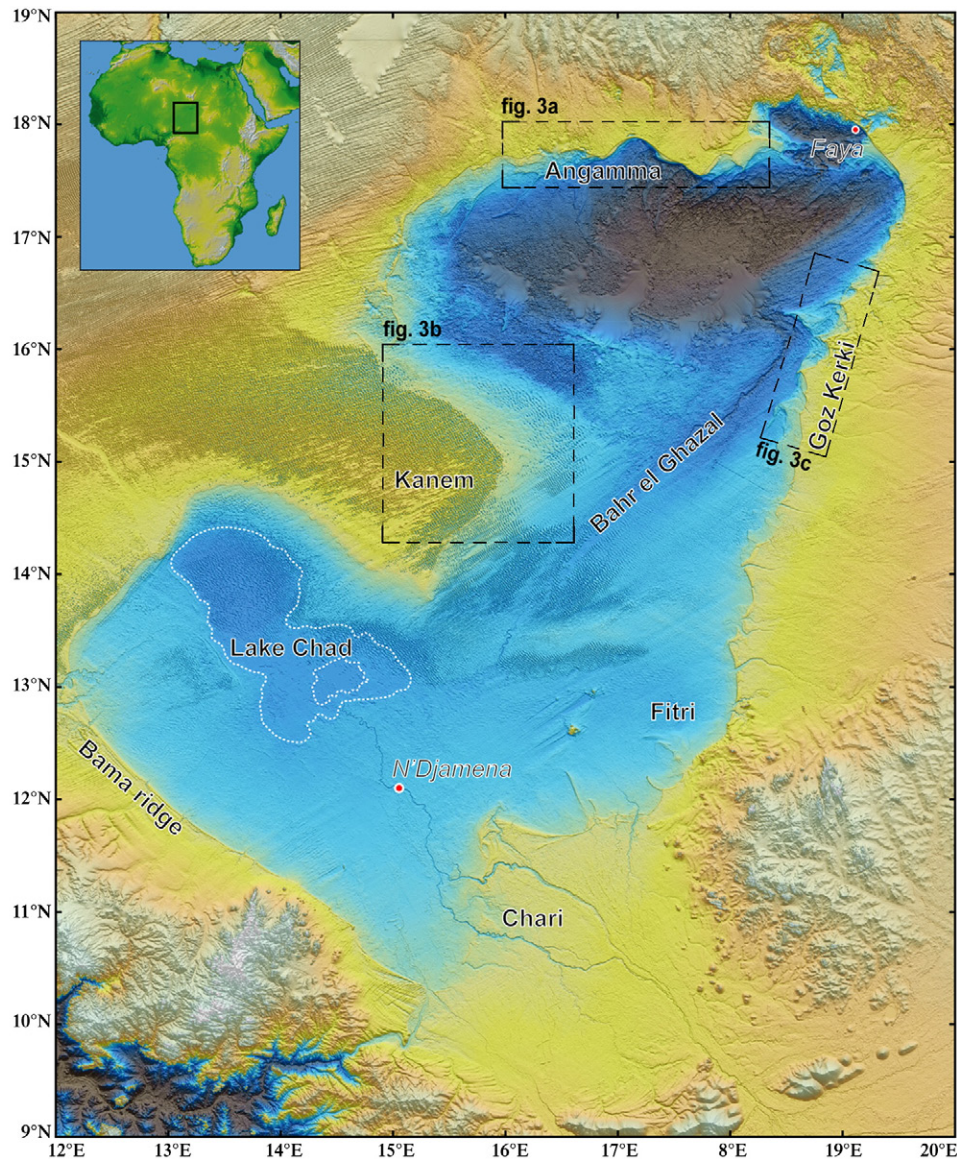 19°N
18°N
17°N
16°N
15°N
14°N
13°N
12°N
11°N
10°N
9°N
12°E
13°E
14°E
15°E
16°E
17°E
18°E
19°E
20°E
fig. 3a
Faya
Angamma
fig. 3b
Goz Kerki
fig. 3c
Bahr el Ghazal
Kanem
Lake Chad
Fitri
N'Djamena
Bama ridge
Chari